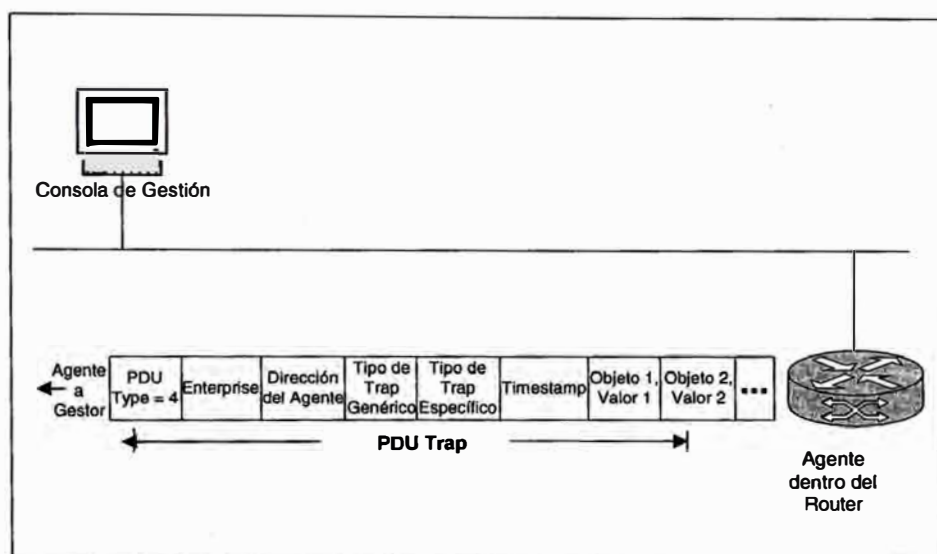 Consola de Gestión
Agente
a
Gestor
PDU
Type = 4
Enterprise
Dirección
del Agente
Tipo de
Trap
Genérico
Tipo de
Trap
Específico
Timestamp
Objeto 1,
Valor 1
Objeto 2,
Valor 2
...
PDU Trap
Agente
dentro del
Router